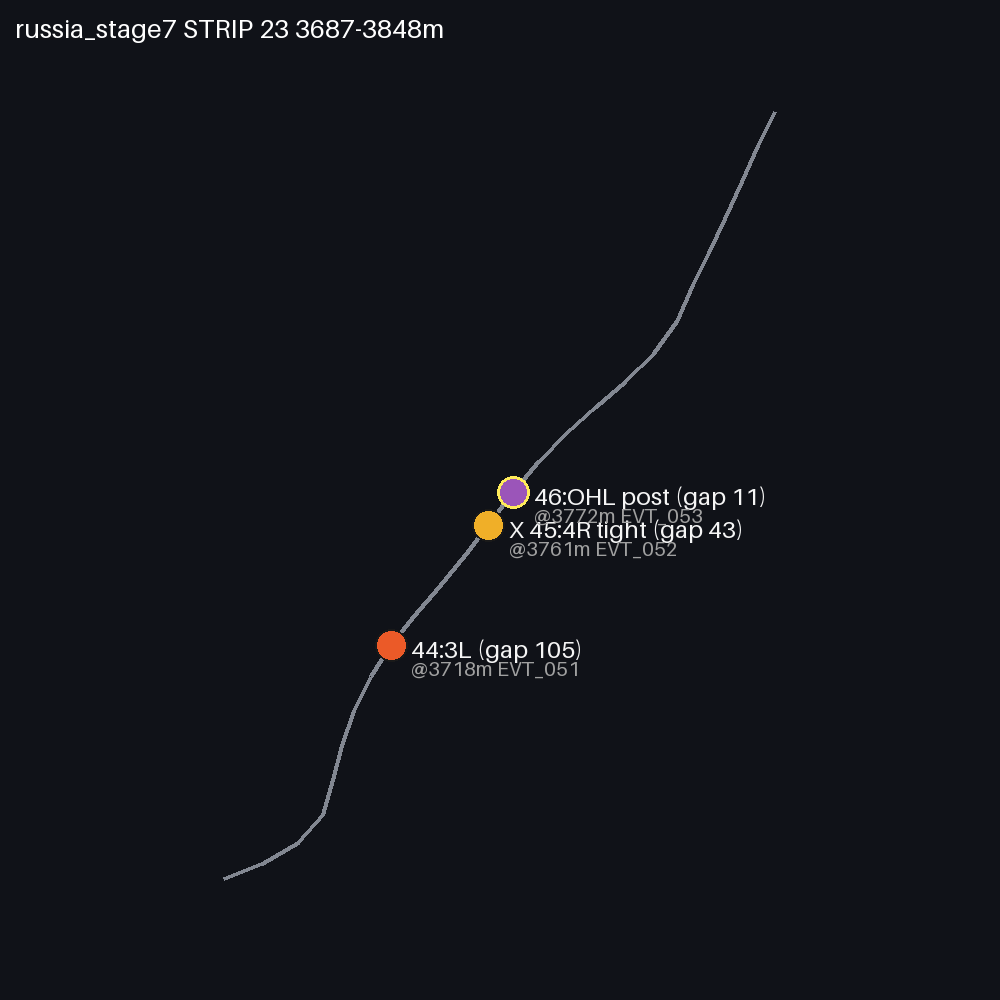 russia_stage7 STRIP 23 3687-3848m
46:OHL post (gap 11)
@3772m EVT_053
X 45:4R tight (gap 43)
@3761m EVT_052
44:3L (gap 105)
@3718m EVT_051